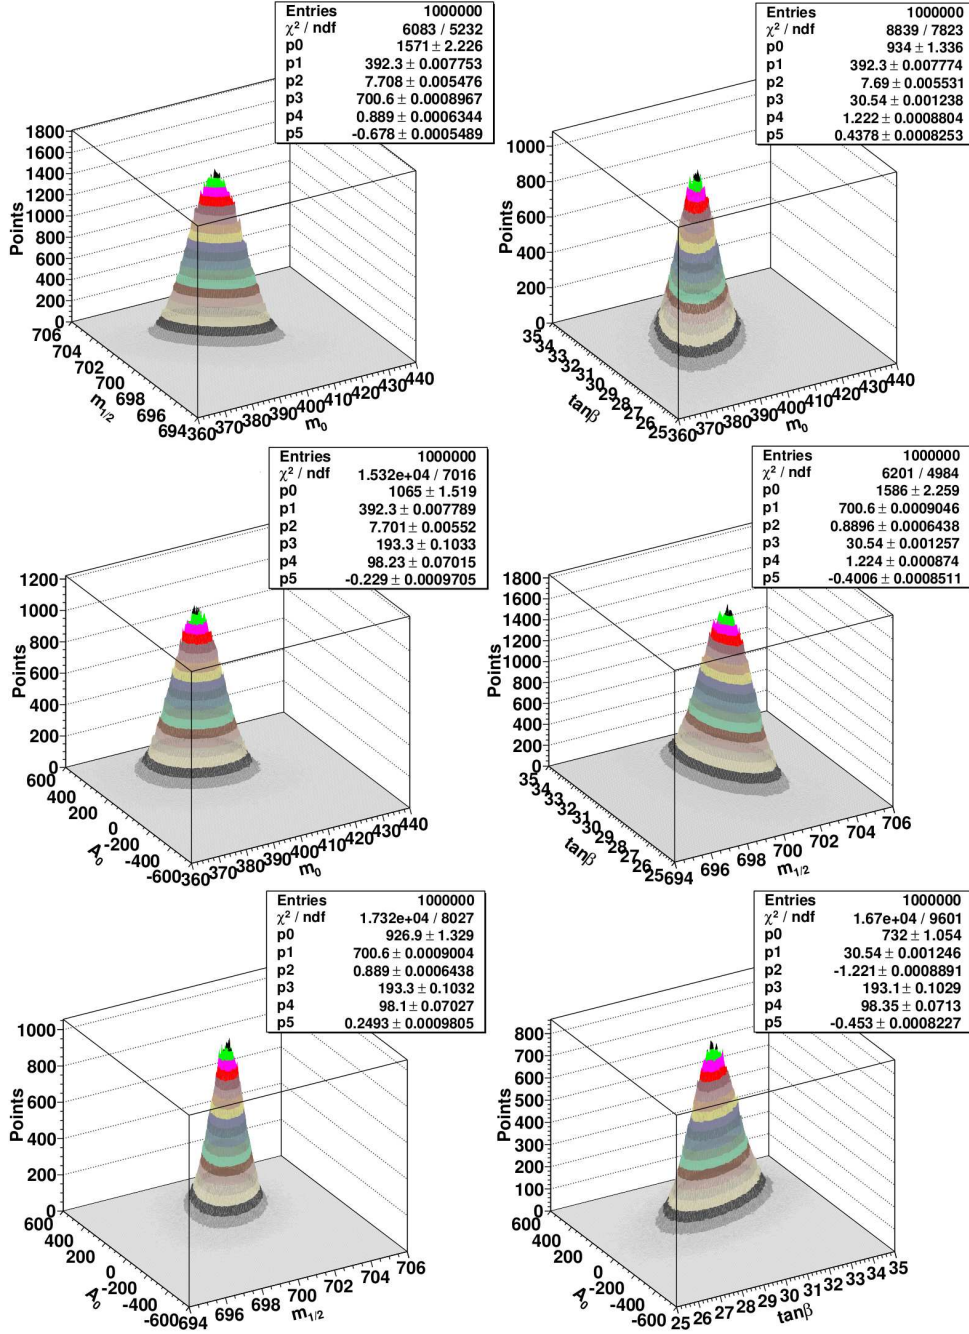 Entries 1000000
χ² / ndf 6083 / 5232
p0 1571 ± 2.226
p1 392.3 ± 0.007753
p2 7.708 ± 0.005476
p3 700.6 ± 0.0008967
p4 0.889 ± 0.0006344
p5 -0.678 ± 0.0005489
Points
1800
1600
1400
1200
1000
800
600
400
200
0
706
704
702
700
698
696
694
m1/2
360 370 380 390 400 410 420 430 440
m0
Entries 1000000
χ² / ndf 8839 / 7823
p0 934 ± 1.336
p1 392.3 ± 0.007774
p2 7.69 ± 0.005531
p3 30.54 ± 0.001238
p4 1.222 ± 0.0008804
p5 0.4378 ± 0.0008253
Points
1000
800
600
400
200
0
35
34
33
32
31
30
29
28
27
26
25
tanβ
360 370 380 390 400 410 420 430 440
m0
Entries 1000000
χ² / ndf 1.532e+04 / 7016
p0 1065 ± 1.519
p1 392.3 ± 0.007789
p2 7.701 ± 0.00552
p3 193.3 ± 0.1033
p4 98.23 ± 0.07015
p5 -0.229 ± 0.0009705
Points
1200
1000
800
600
400
200
0
600
400
200
0
-200
-400
-600
A0
360 370 380 390 400 410 420 430 440
m0
Entries 1000000
χ² / ndf 6201 / 4984
p0 1586 ± 2.259
p1 700.6 ± 0.0009046
p2 0.8896 ± 0.0006438
p3 30.54 ± 0.001257
p4 1.224 ± 0.000874
p5 -0.4006 ± 0.0008511
Points
1800
1600
1400
1200
1000
800
600
400
200
0
35
34
33
32
31
30
29
28
27
26
25
tanβ
694 696 698 700 702 704 706
m1/2
Entries 1000000
χ² / ndf 1.732e+04 / 8027
p0 926.9 ± 1.329
p1 700.6 ± 0.0009004
p2 0.889 ± 0.0006438
p3 193.3 ± 0.1032
p4 98.1 ± 0.07027
p5 0.2493 ± 0.0009805
Points
1000
800
600
400
200
0
600
400
200
0
-200
-400
-600
A0
694 696 698 700 702 704 706
m1/2
Entries 1000000
χ² / ndf 1.67e+04 / 9601
p0 732 ± 1.054
p1 30.54 ± 0.001246
p2 -1.221 ± 0.0008891
p3 193.1 ± 0.1029
p4 98.35 ± 0.0713
p5 -0.453 ± 0.0008227
Points
800
700
600
500
400
300
200
100
0
600
400
200
0
-200
-400
-600
A0
25 26 27 28 29 30 31 32 33 34 35
tanβ